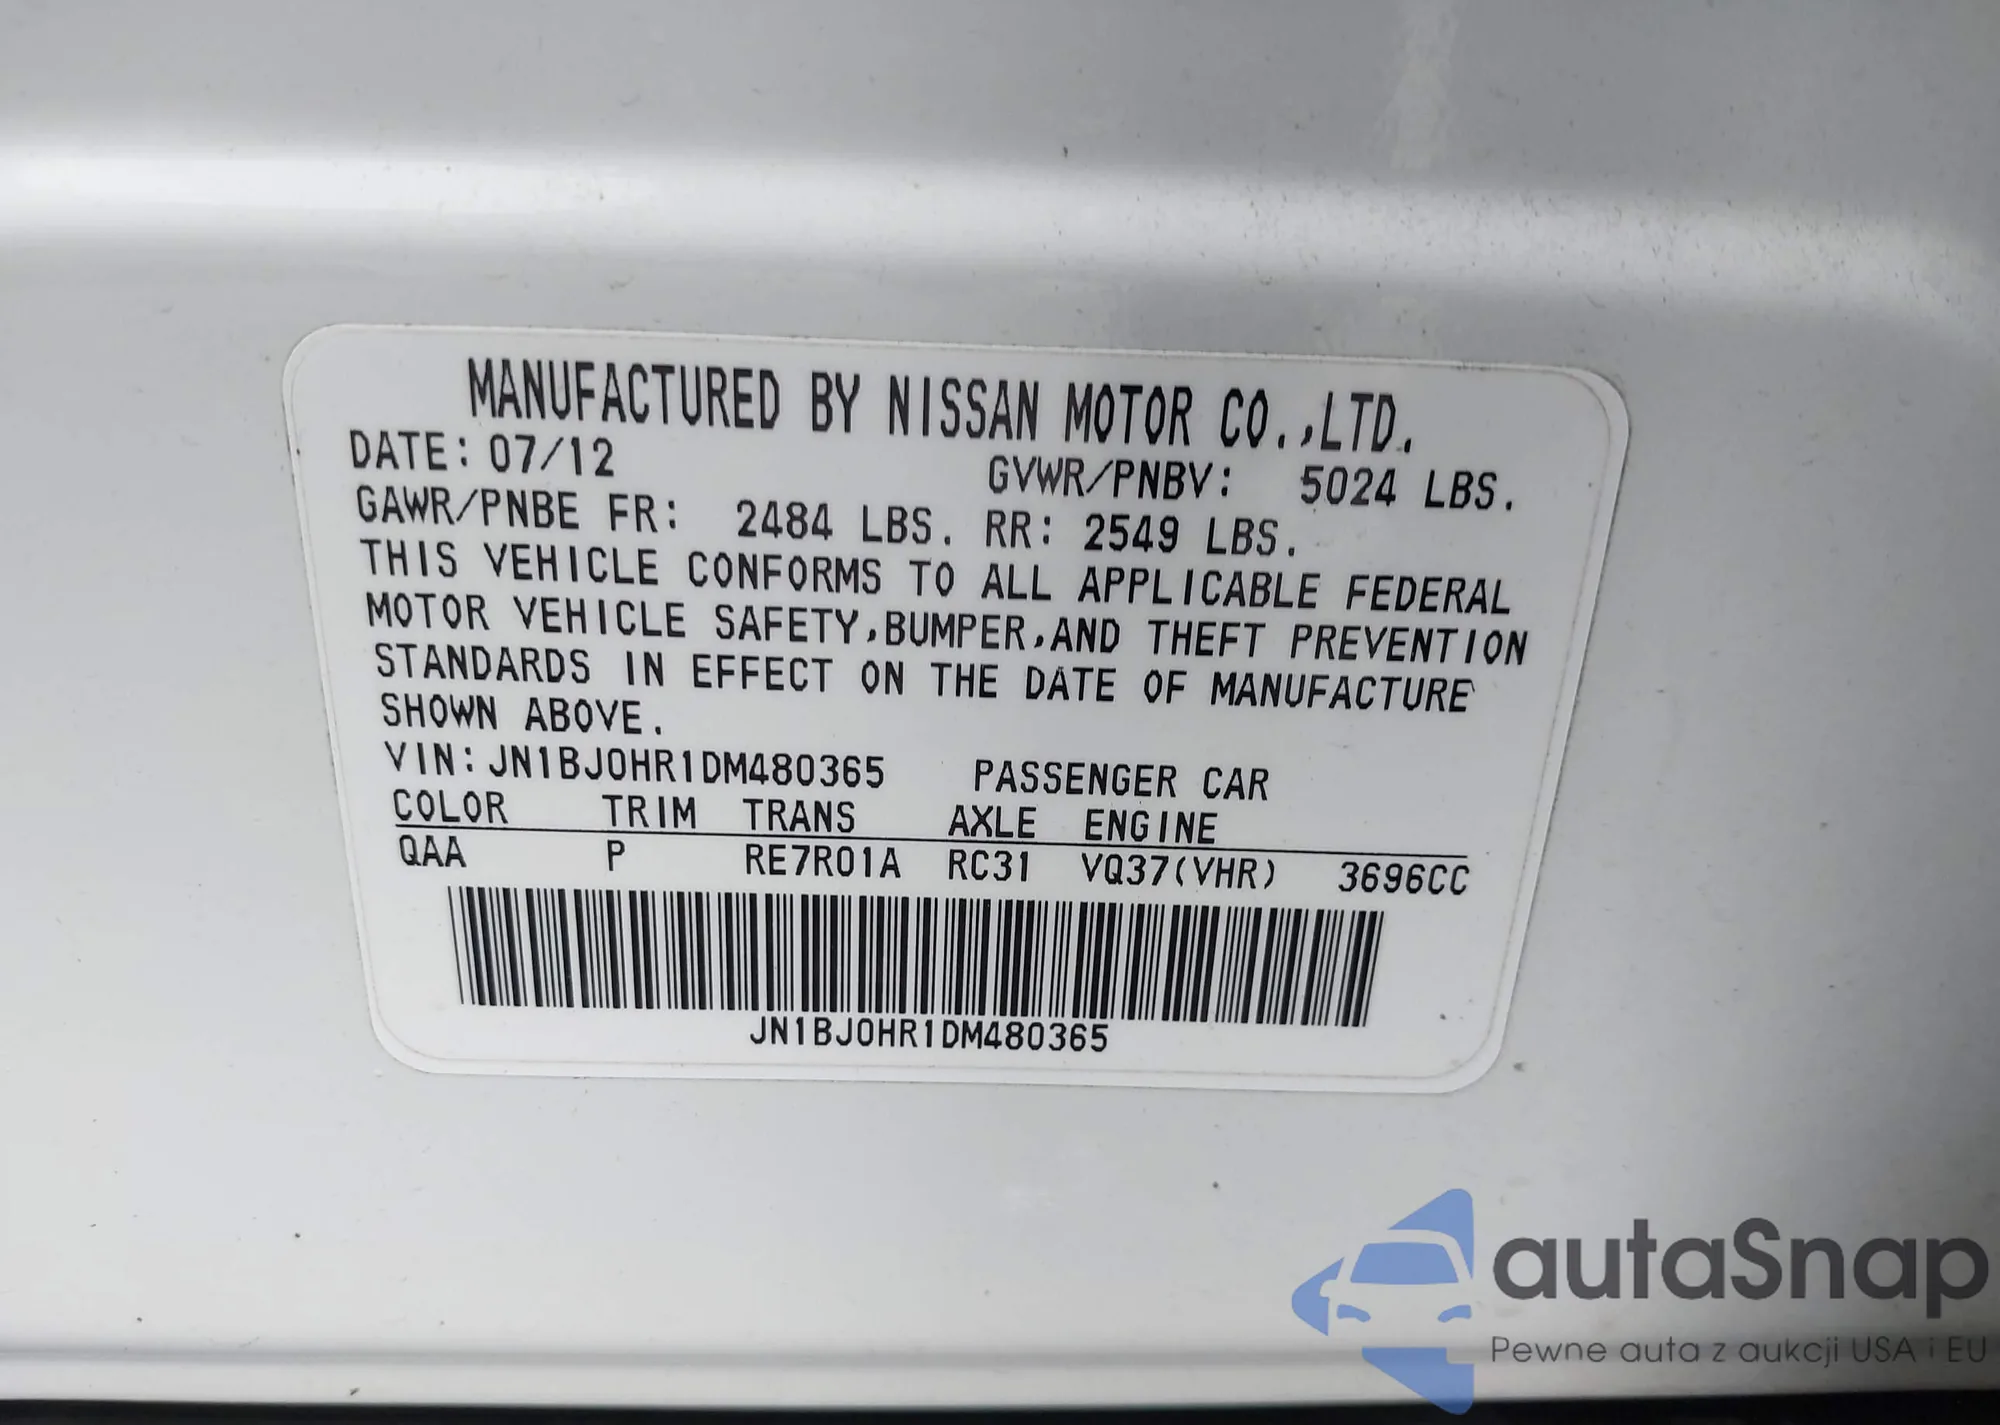 MANUFACTURED BY NISSAN MOTOR CO.,LTD.
DATE: 07/12 GVWR/PNBV: 5024 LBS.
GAWR/PNBE FR: 2484 LBS. RR: 2549 LBS.
THIS VEHICLE CONFORMS TO ALL APPLICABLE FEDERAL
MOTOR VEHICLE SAFETY,BUMPER,AND THEFT PREVENTION
STANDARDS IN EFFECT ON THE DATE OF MANUFACTURE
SHOWN ABOVE.
VIN: JN1BJ0HR1DM480365 PASSENGER CAR
COLOR TRIM TRANS AXLE ENGINE
QAA P RE7R01A RC31 VQ37(VHR) 3696CC
JN1BJ0HR1DM480365
autaSnap
Pewne auta z aukcji USA i EU